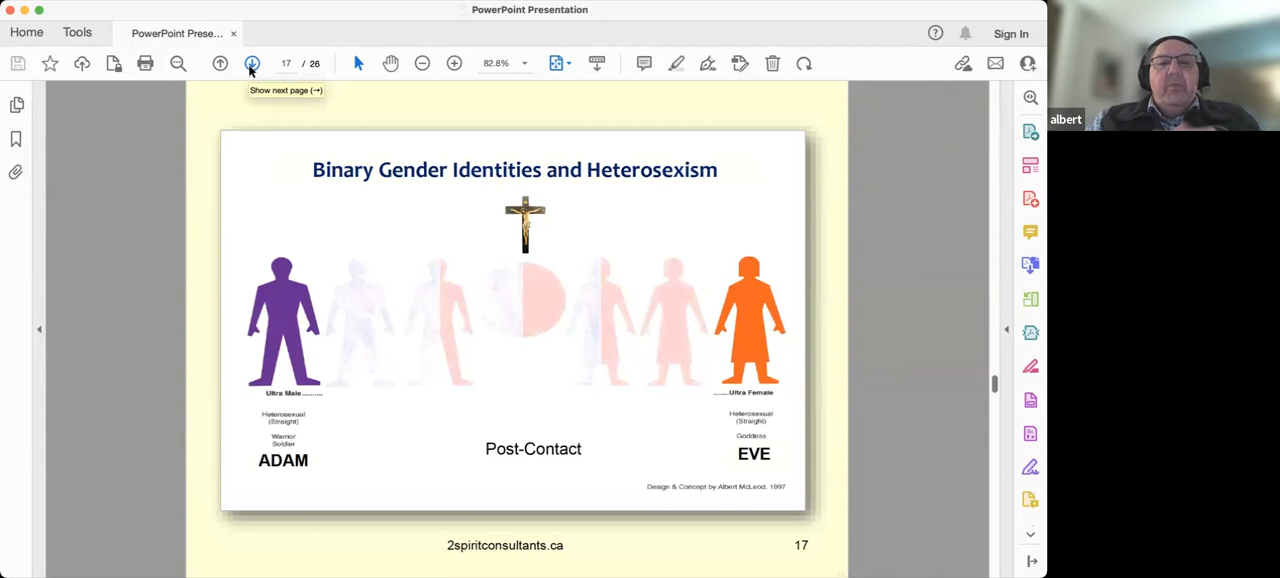 PowerPoint Presentation
Home
Tools
PowerPoint Prese...
×
Sign In
17 / 26
82.8%
Show next page (→)
albert
Binary Gender Identities and Heterosexism
Ultra Male..........
........Ultra Female
Heterosexual
(Straight)
Heterosexual
(Straight)
Warrior
Soldier
Goddess
ADAM
Post-Contact
EVE
Design & Concept by Albert McLeod. 1997
2spiritconsultants.ca
17